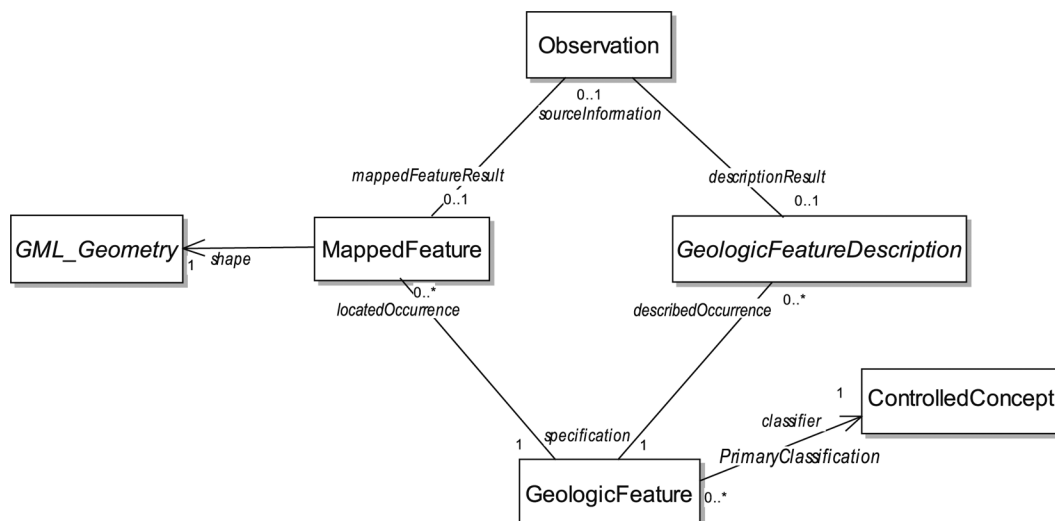 Observation
0..1
sourceInformation
mappedFeatureResult
0..1
descriptionResult
0..1
GML_Geometry
1
shape
MappedFeature
GeologicFeatureDescription
0..*
locatedOccurrence
describedOccurrence
0..*
1
ControlledConcept
classifier
1
specification
1
PrimaryClassification
GeologicFeature
0..*